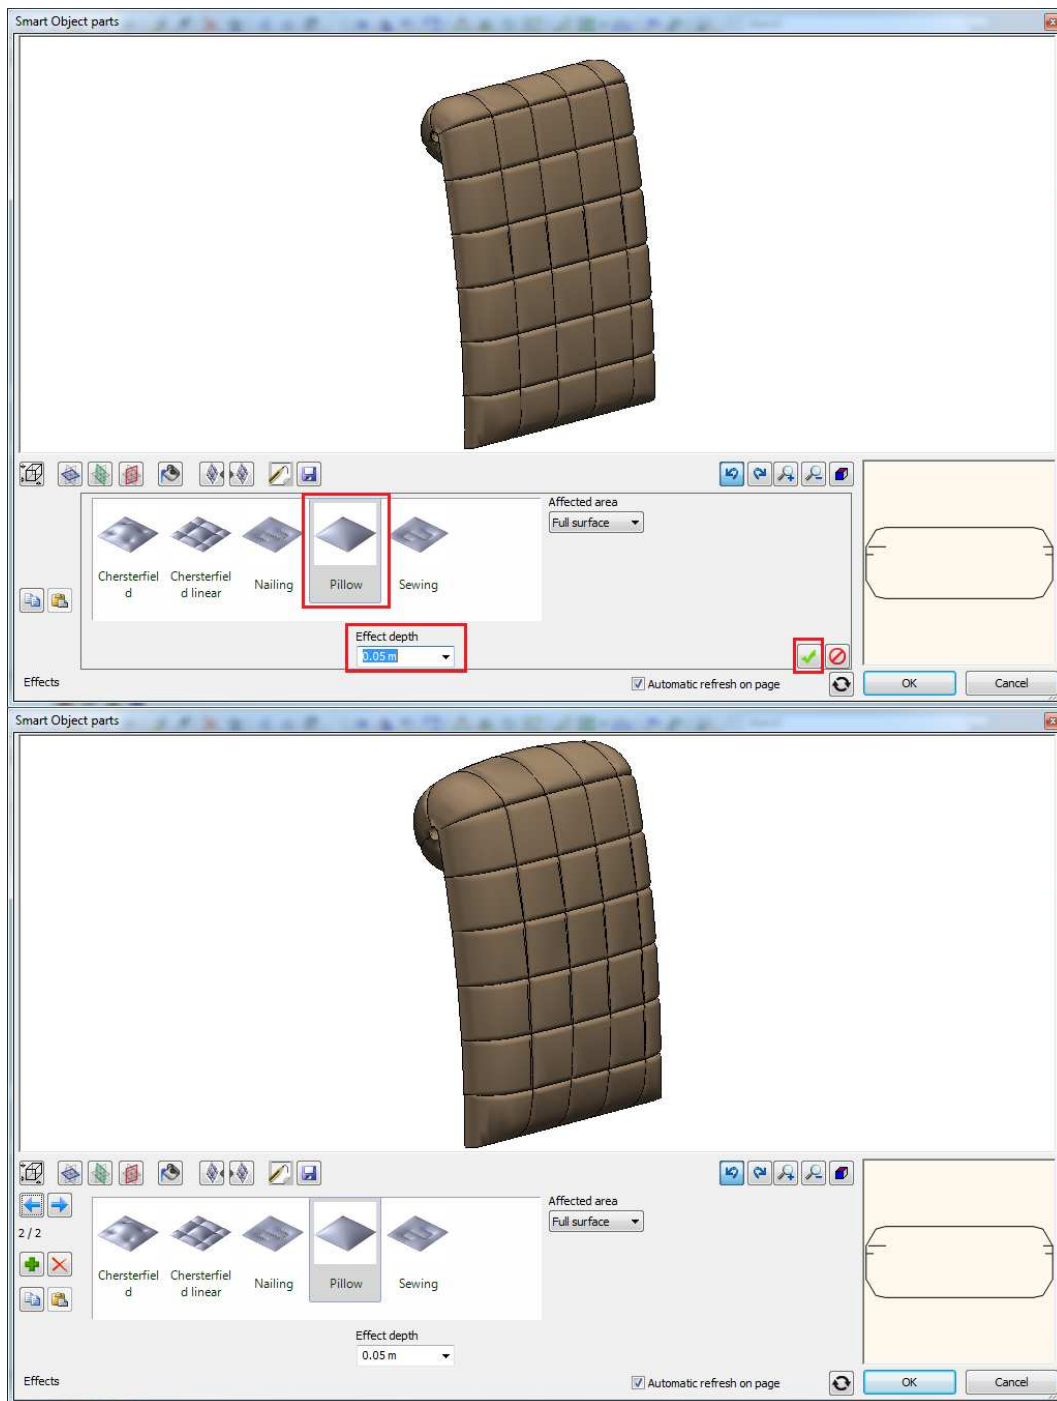 Smart Object parts
Affected area
Full surface
Chersterfiel
d
Chersterfiel
d linear
Nailing
Pillow
Sewing
Effect depth
0.05 m
Effects
Automatic refresh on page
OK
Cancel
Smart Object parts
2 / 2
Affected area
Full surface
Chersterfiel
d
Chersterfiel
d linear
Nailing
Pillow
Sewing
Effect depth
0.05 m
Effects
Automatic refresh on page
OK
Cancel